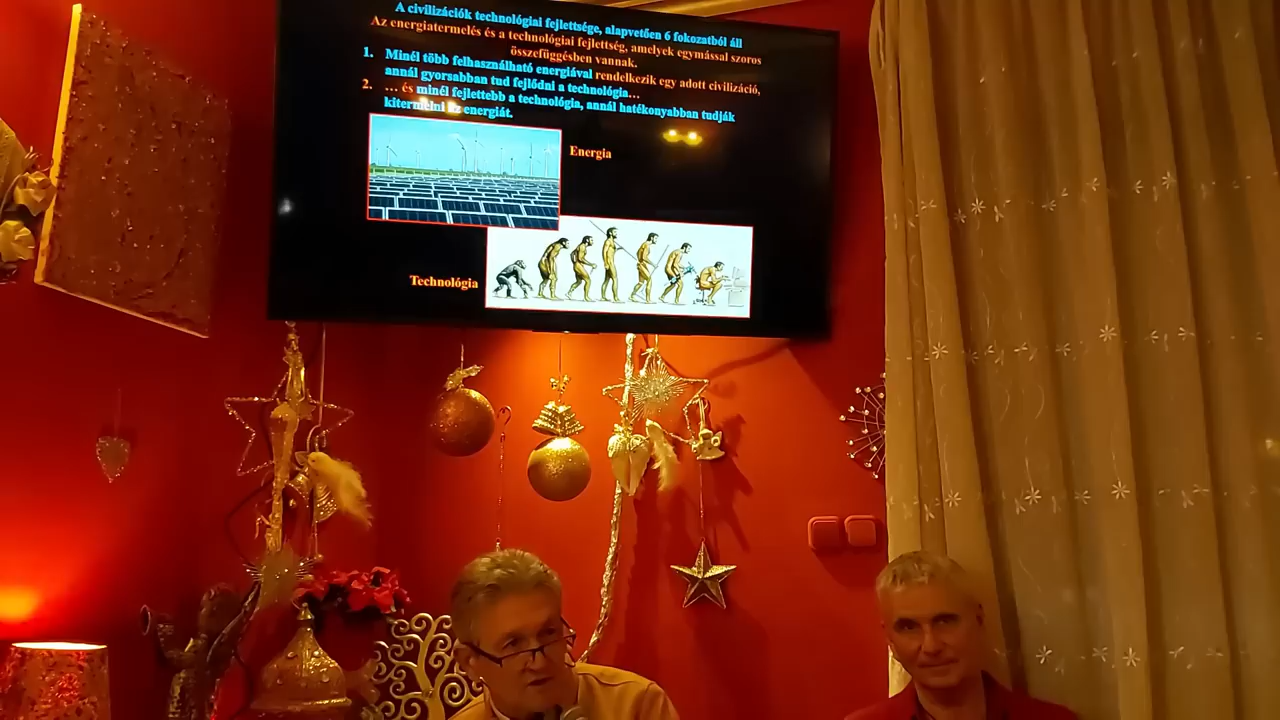 A civilizációk technológiai fejlettsége, alapvetően 6 fokozatból áll
Az energiatermelés és a technológiai fejlettség, amelyek egymással szoros
összefüggésben vannak.
1. Minél több felhasználható energiával rendelkezik egy adott civilizáció,
annál gyorsabban tud fejlődni a technológia…
2. … és minél fejlettebb a technológia, annál hatékonyabban tudják
kitermelni az energiát.
Energia
Technológia